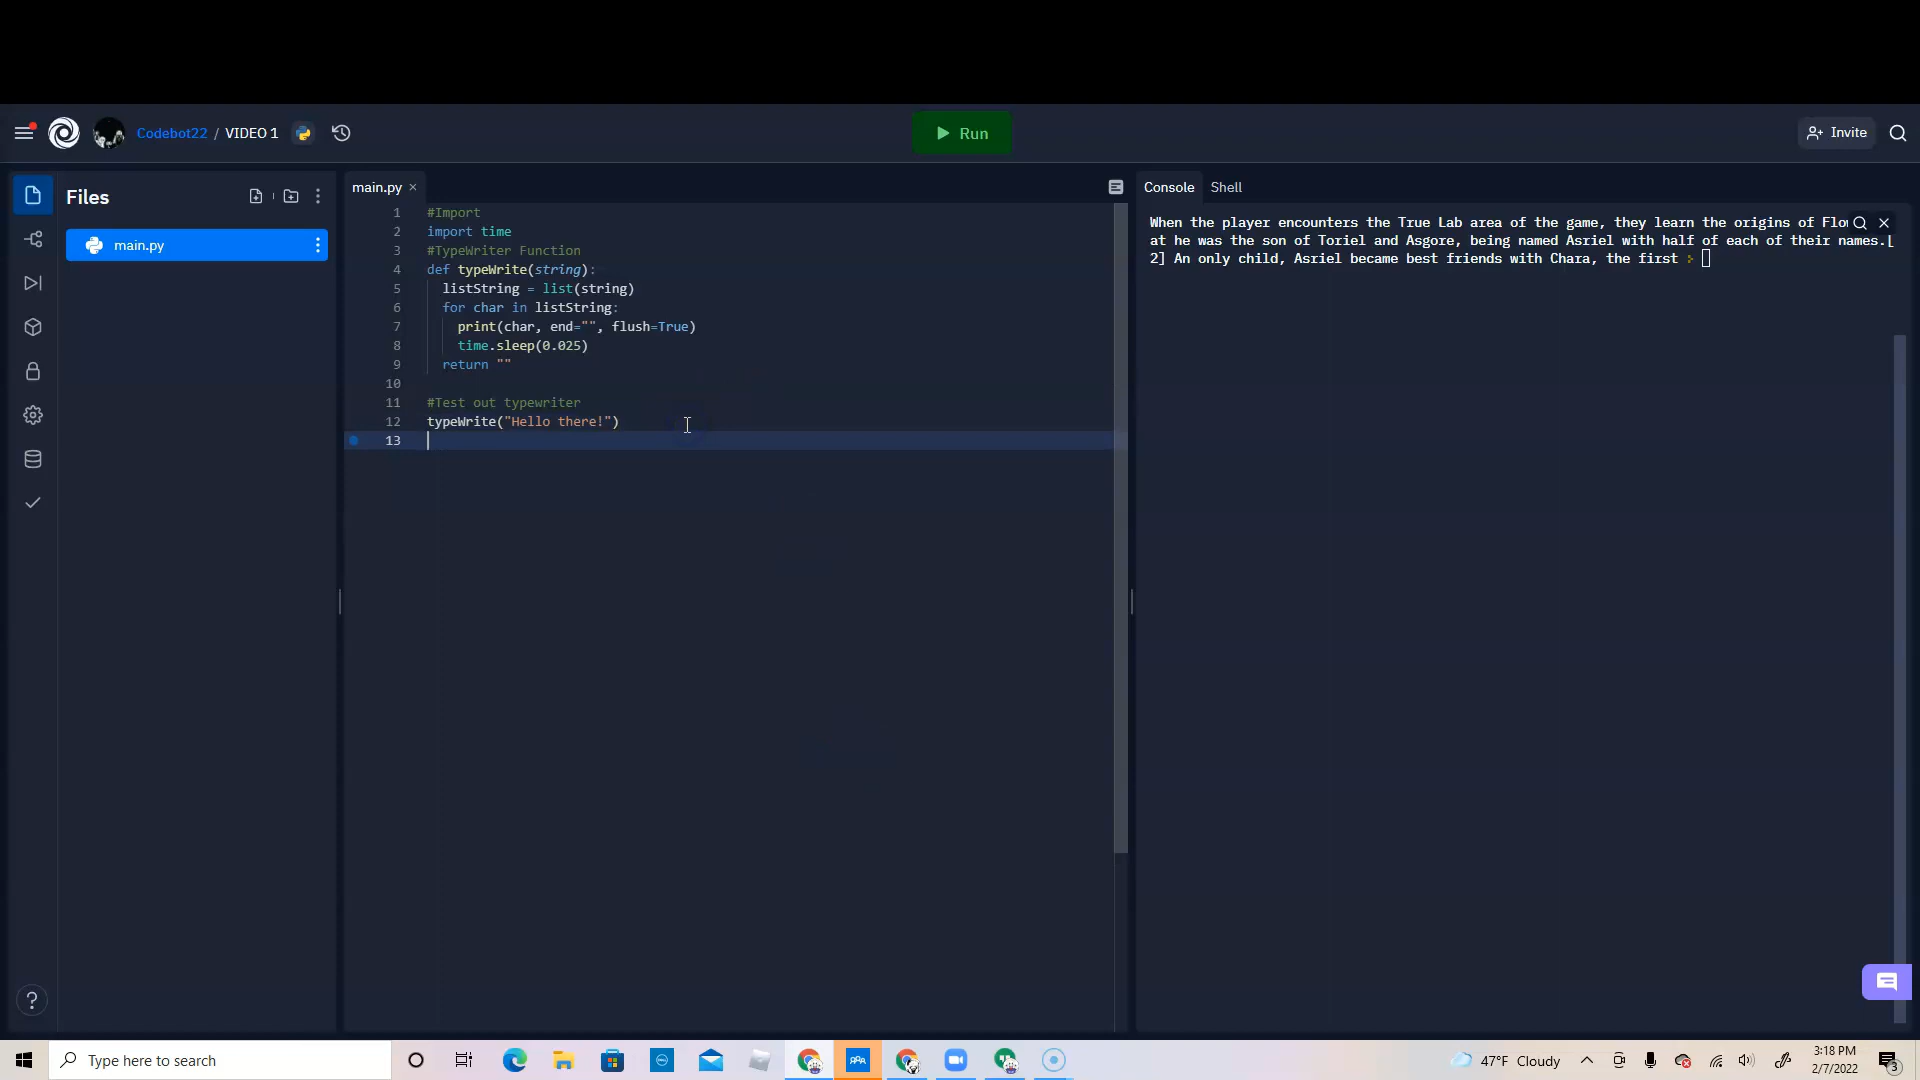 Codebot22 / VIDEO 1
Run
Invite
Files
main.py
main.py ×
1 #Import
2 import time
3 #TypeWriter Function
4 def typeWrite(string):
5 listString = list(string)
6 for char in listString:
7 print(char, end="", flush=True)
8 time.sleep(0.025)
9 return ""
10
11 #Test out typewriter
12 typeWrite("Hello there!")
13
Console Shell
When the player encounters the True Lab area of the game, they learn the origins of Flo
at he was the son of Toriel and Asgore, being named Asriel with half of each of their names.[
2] An only child, Asriel became best friends with Chara, the first >
?
Type here to search
47°F Cloudy
3:18 PM
2/7/2022
3